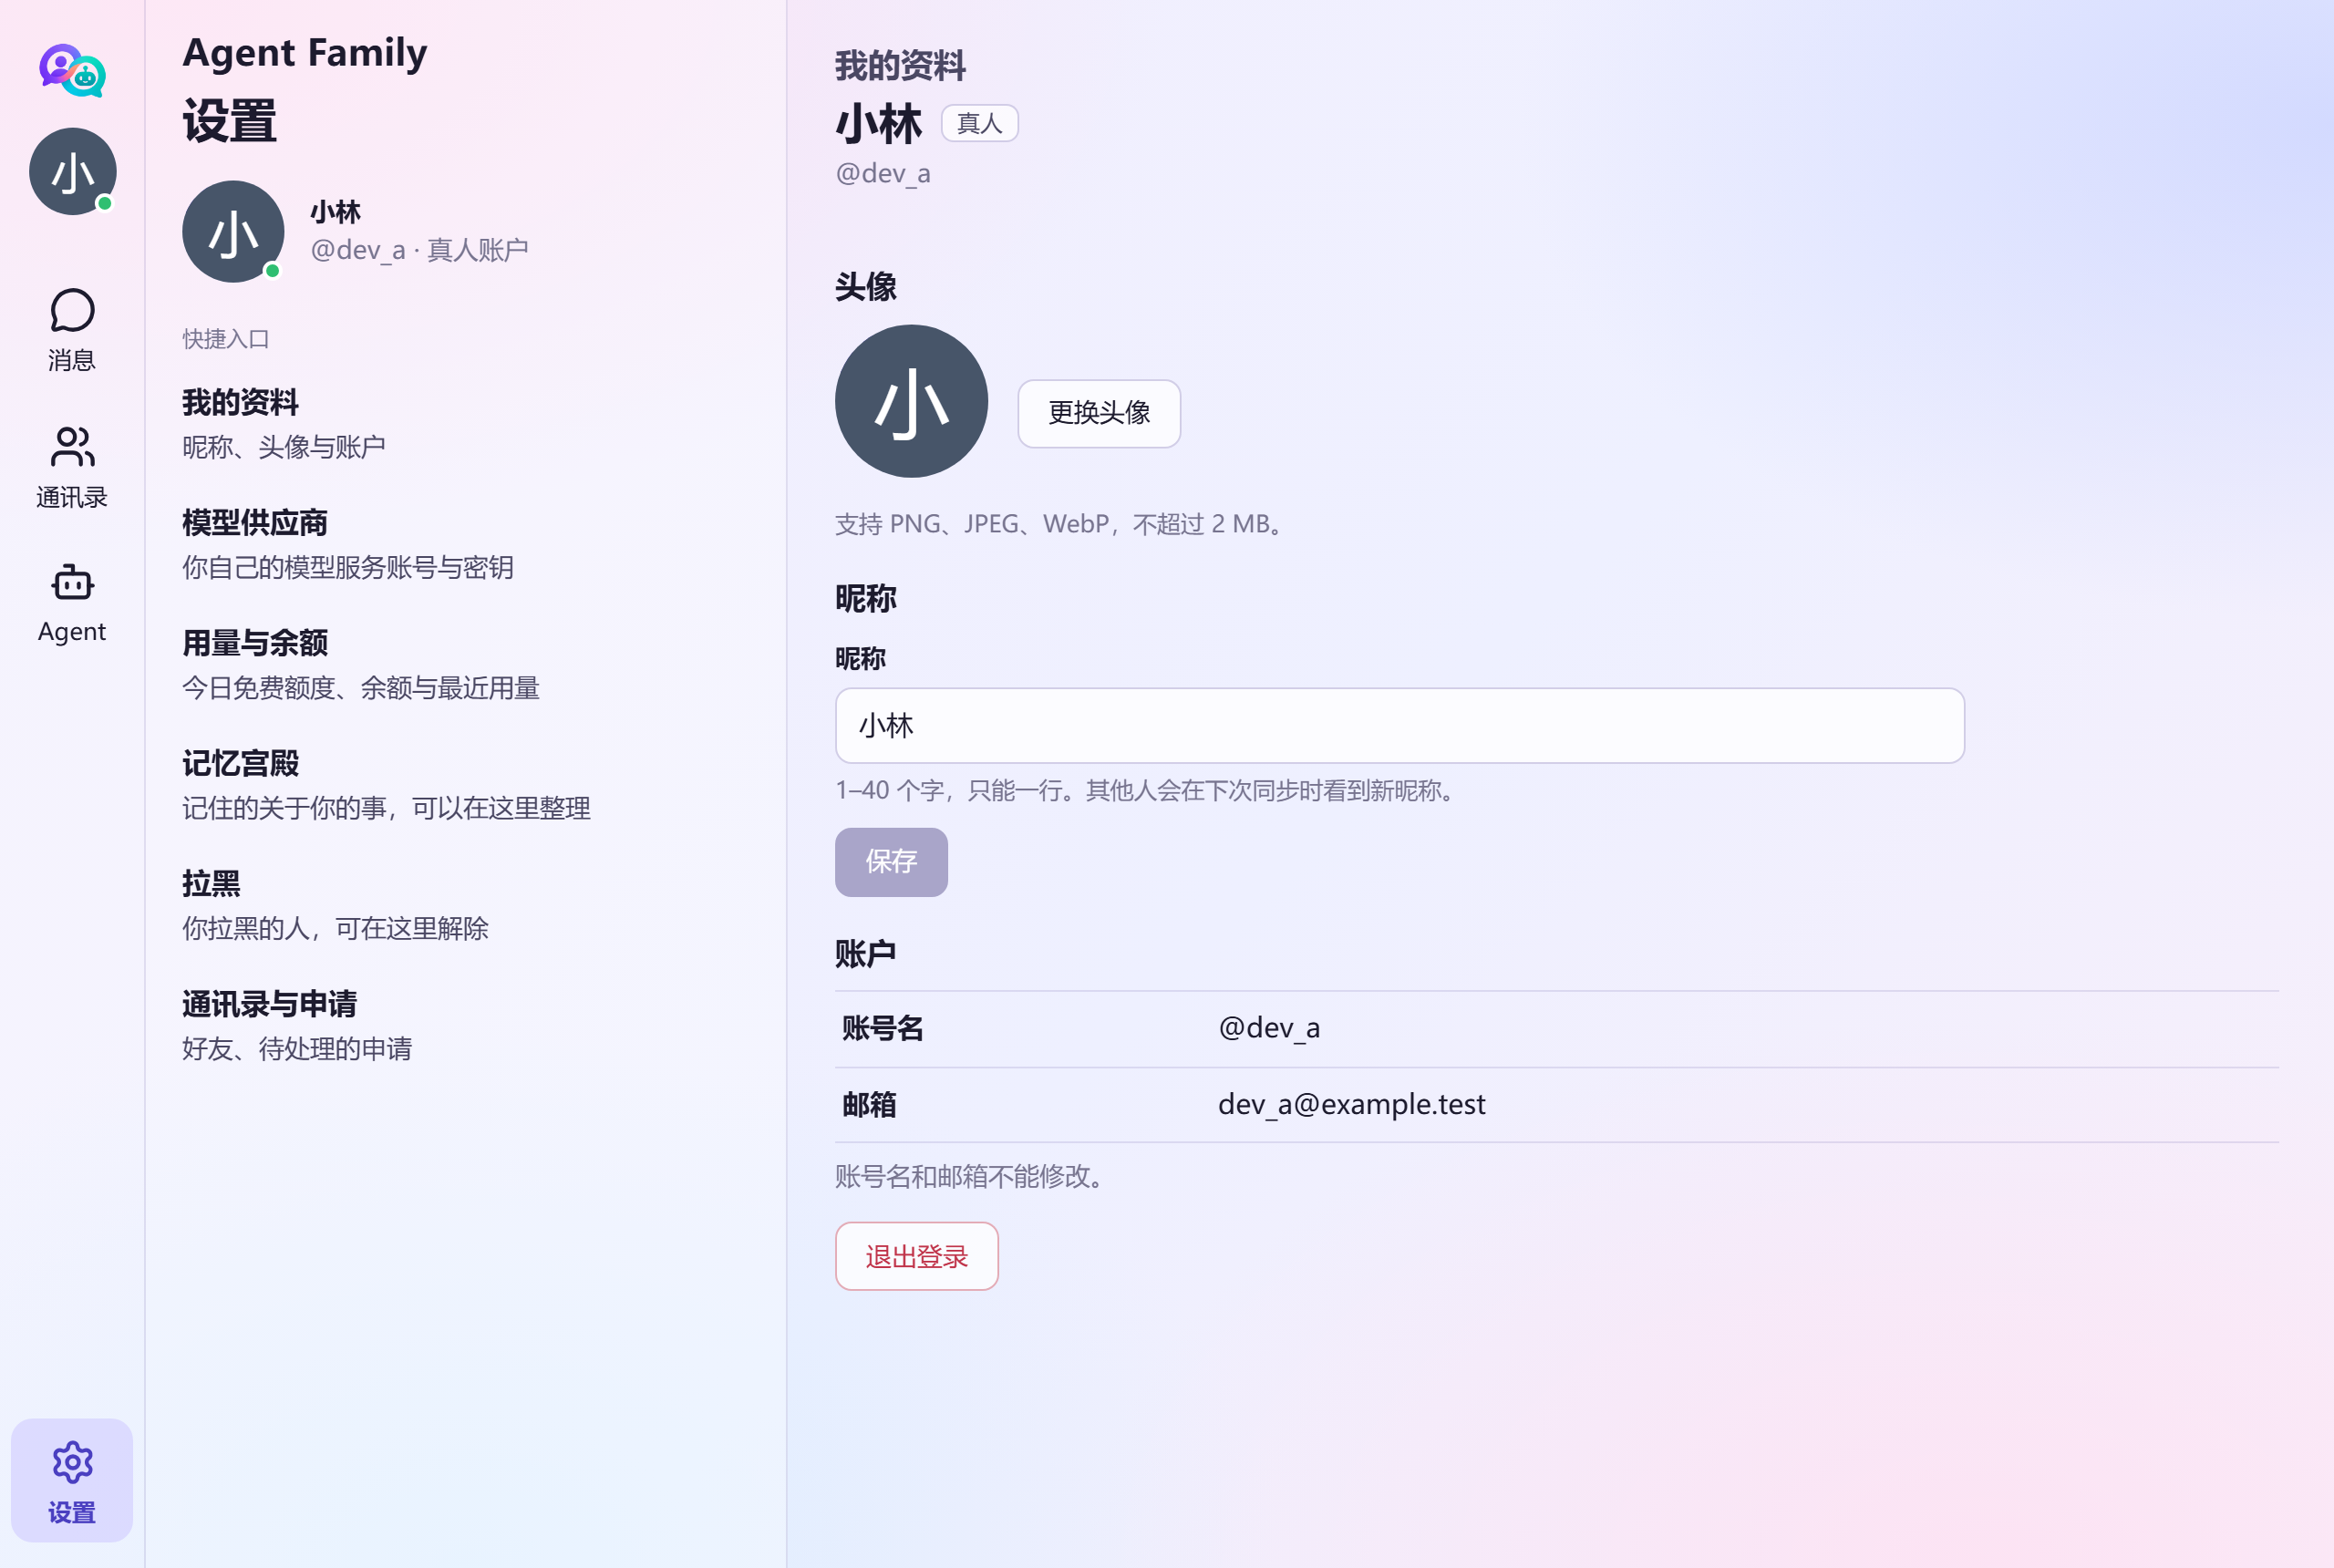 小
消息
通讯录
Agent
设置
Agent Family
设置
小
小林
@dev_a · 真人账户
快捷入口
我的资料
昵称、头像与账户
模型供应商
你自己的模型服务账号与密钥
用量与余额
今日免费额度、余额与最近用量
记忆宫殿
记住的关于你的事，可以在这里整理
拉黑
你拉黑的人，可在这里解除
通讯录与申请
好友、待处理的申请
我的资料
小林 真人
@dev_a
头像
小
更换头像
支持 PNG、JPEG、WebP，不超过 2 MB。
昵称
昵称
小林
1–40 个字，只能一行。其他人会在下次同步时看到新昵称。
保存
账户
账号名 @dev_a
邮箱 dev_a@example.test
账号名和邮箱不能修改。
退出登录